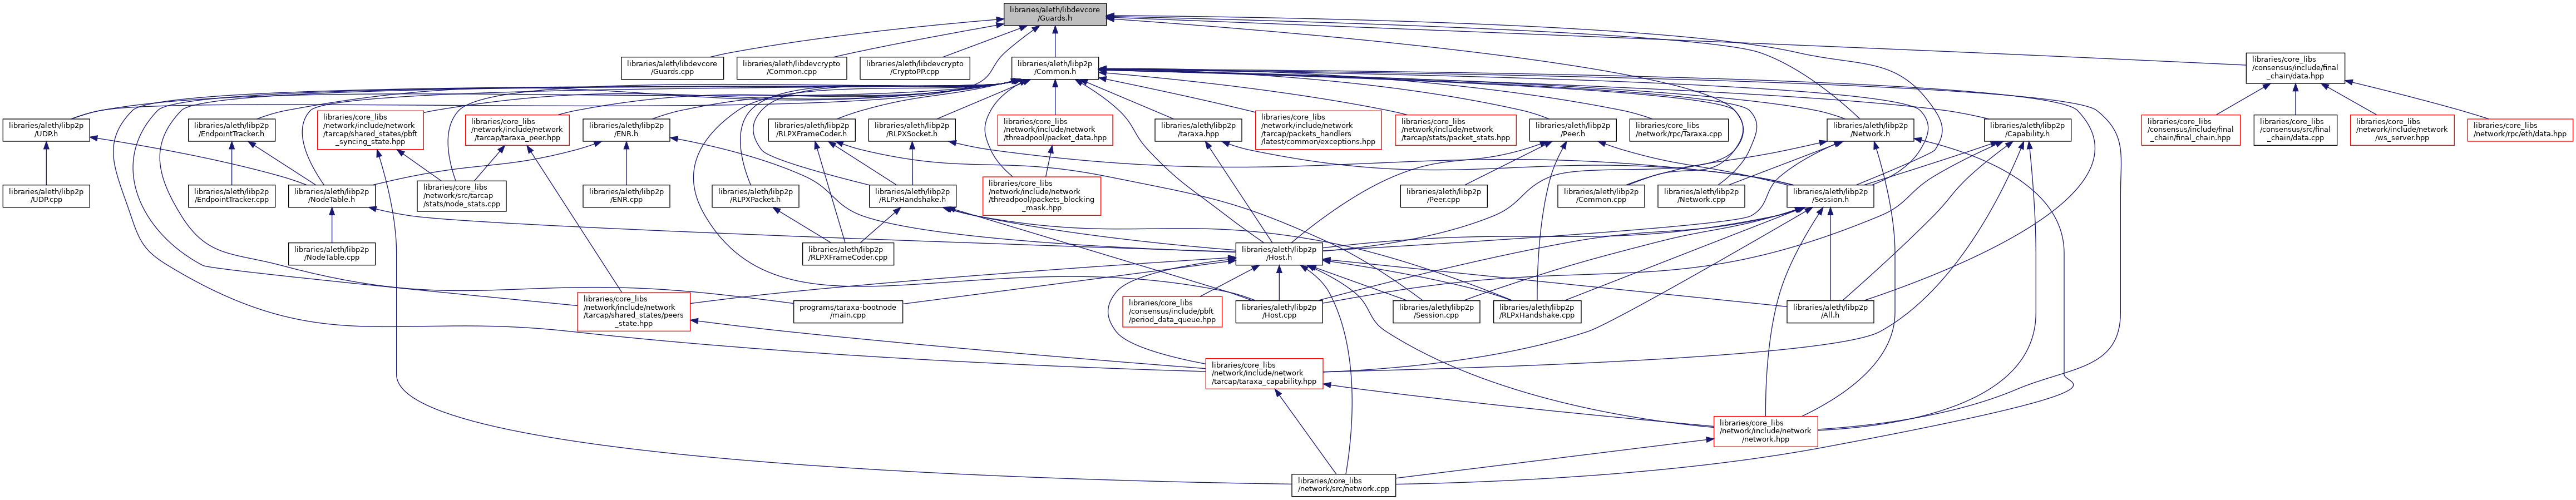 libraries/aleth/libdevcore
/Guards.h
libraries/aleth/libdevcore
/Guards.cpp
libraries/aleth/libdevcrypto
/Common.cpp
libraries/aleth/libdevcrypto
/CryptoPP.cpp
libraries/aleth/libp2p
/Common.h
libraries/core_libs
/consensus/include/final
_chain/data.hpp
libraries/aleth/libp2p
/UDP.h
libraries/aleth/libp2p
/EndpointTracker.h
libraries/core_libs
/network/include/network
/tarcap/shared_states/pbft
_syncing_state.hpp
libraries/core_libs
/network/include/network
/tarcap/taraxa_peer.hpp
libraries/aleth/libp2p
/ENR.h
libraries/aleth/libp2p
/RLPXFrameCoder.h
libraries/aleth/libp2p
/RLPXSocket.h
libraries/core_libs
/network/include/network
/threadpool/packet_data.hpp
libraries/aleth/libp2p
/taraxa.hpp
libraries/core_libs
/network/include/network
/tarcap/packets_handlers
/latest/common/exceptions.hpp
libraries/core_libs
/network/include/network
/tarcap/stats/packet_stats.hpp
libraries/aleth/libp2p
/Peer.h
libraries/core_libs
/network/rpc/Taraxa.cpp
libraries/aleth/libp2p
/Network.h
libraries/aleth/libp2p
/Capability.h
libraries/core_libs
/consensus/include/final
_chain/final_chain.hpp
libraries/core_libs
/consensus/src/final
_chain/data.cpp
libraries/core_libs
/network/include/network
/ws_server.hpp
libraries/core_libs
/network/rpc/eth/data.hpp
libraries/aleth/libp2p
/UDP.cpp
libraries/aleth/libp2p
/EndpointTracker.cpp
libraries/aleth/libp2p
/NodeTable.h
libraries/core_libs
/network/src/tarcap
/stats/node_stats.cpp
libraries/aleth/libp2p
/ENR.cpp
libraries/aleth/libp2p
/RLPXPacket.h
libraries/aleth/libp2p
/RLPxHandshake.h
libraries/core_libs
/network/include/network
/threadpool/packets_blocking
_mask.hpp
libraries/aleth/libp2p
/Peer.cpp
libraries/aleth/libp2p
/Common.cpp
libraries/aleth/libp2p
/Network.cpp
libraries/aleth/libp2p
/Session.h
libraries/aleth/libp2p
/NodeTable.cpp
libraries/aleth/libp2p
/RLPXFrameCoder.cpp
libraries/aleth/libp2p
/Host.h
libraries/core_libs
/network/include/network
/tarcap/shared_states/peers
_state.hpp
programs/taraxa-bootnode
/main.cpp
libraries/core_libs
/consensus/include/pbft
/period_data_queue.hpp
libraries/aleth/libp2p
/Host.cpp
libraries/aleth/libp2p
/Session.cpp
libraries/aleth/libp2p
/RLPxHandshake.cpp
libraries/aleth/libp2p
/All.h
libraries/core_libs
/network/include/network
/tarcap/taraxa_capability.hpp
libraries/core_libs
/network/include/network
/network.hpp
libraries/core_libs
/network/src/network.cpp